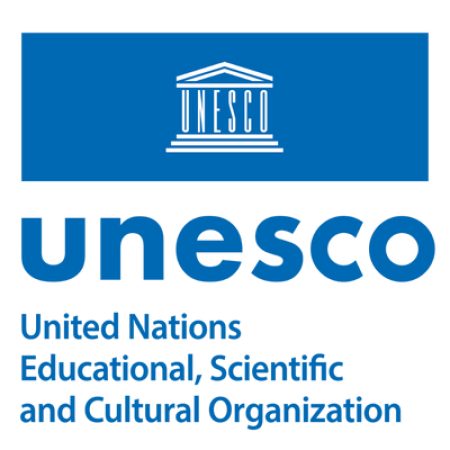 UNESCO
unesco
United Nations
Educational, Scientific
and Cultural Organization